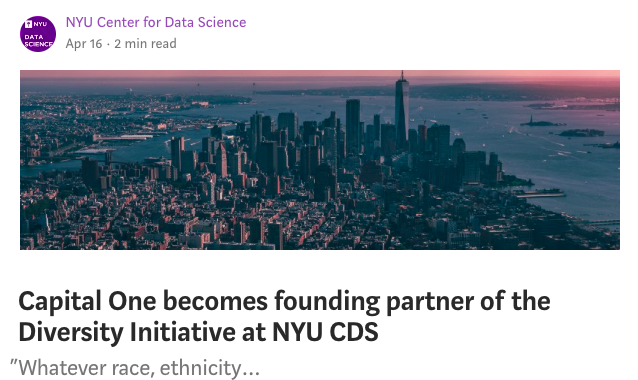 NYU
DATA
SCIENCE
NYU Center for Data Science
Apr 16 · 2 min read
Capital One becomes founding partner of the
Diversity Initiative at NYU CDS
"Whatever race, ethnicity…